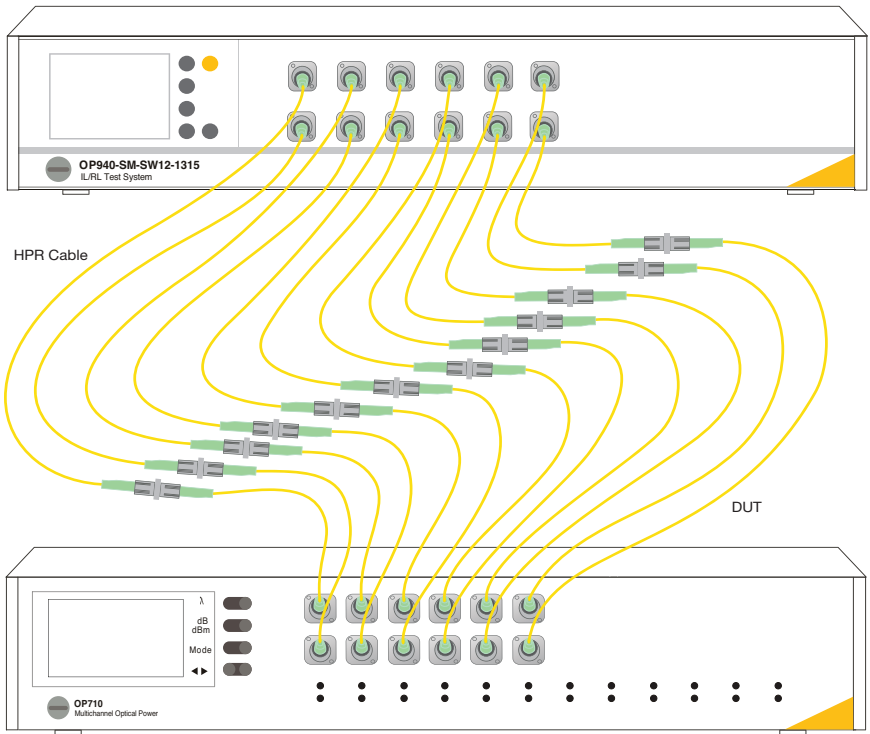 OP940-SM-SW12-1315
IL/RL Test System
HPR Cable
DUT
λ
dB
dBm
Mode
OP710
Multichannel Optical Power